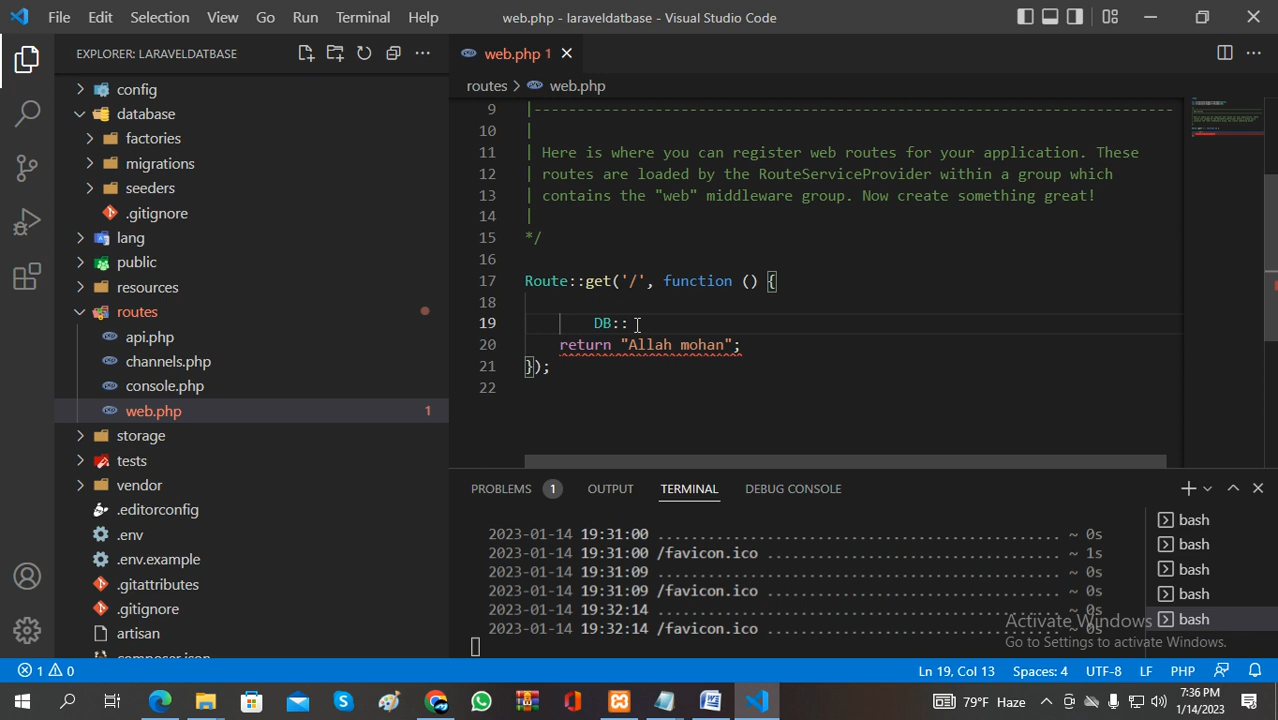 File Edit Selection View Go Run Terminal Help web.php - laraveldatbase - Visual Studio Code
EXPLORER: LARAVELDATBASE
config
database
factories
migrations
seeders
.gitignore
lang
public
resources
routes
api.php
channels.php
console.php
web.php 1
storage
tests
vendor
.editorconfig
.env
.env.example
.gitattributes
.gitignore
artisan
web.php 1
routes > web.php
9 |--------------------------------------------------------------------------
10 |
11 | Here is where you can register web routes for your application. These
12 | routes are loaded by the RouteServiceProvider within a group which
13 | contains the "web" middleware group. Now create something great!
14 |
15 */
16
17 Route::get('/', function () {
18
19 DB::
20 return "Allah mohan";
21 });
22
PROBLEMS 1 OUTPUT TERMINAL DEBUG CONSOLE
2023-01-14 19:31:00 ................................................ ~ 0s
2023-01-14 19:31:00 /favicon.ico ................................... ~ 1s
2023-01-14 19:31:09 ................................................ ~ 0s
2023-01-14 19:31:09 /favicon.ico ................................... ~ 0s
2023-01-14 19:32:14 ................................................ ~ 0s
2023-01-14 19:32:14 /favicon.ico ................................... ~ 0s
bash
bash
bash
bash
bash
Activate Windows
Go to Settings to activate Windows.
1 0 Ln 19, Col 13 Spaces: 4 UTF-8 LF PHP
79°F Haze 7:36 PM
1/14/2023